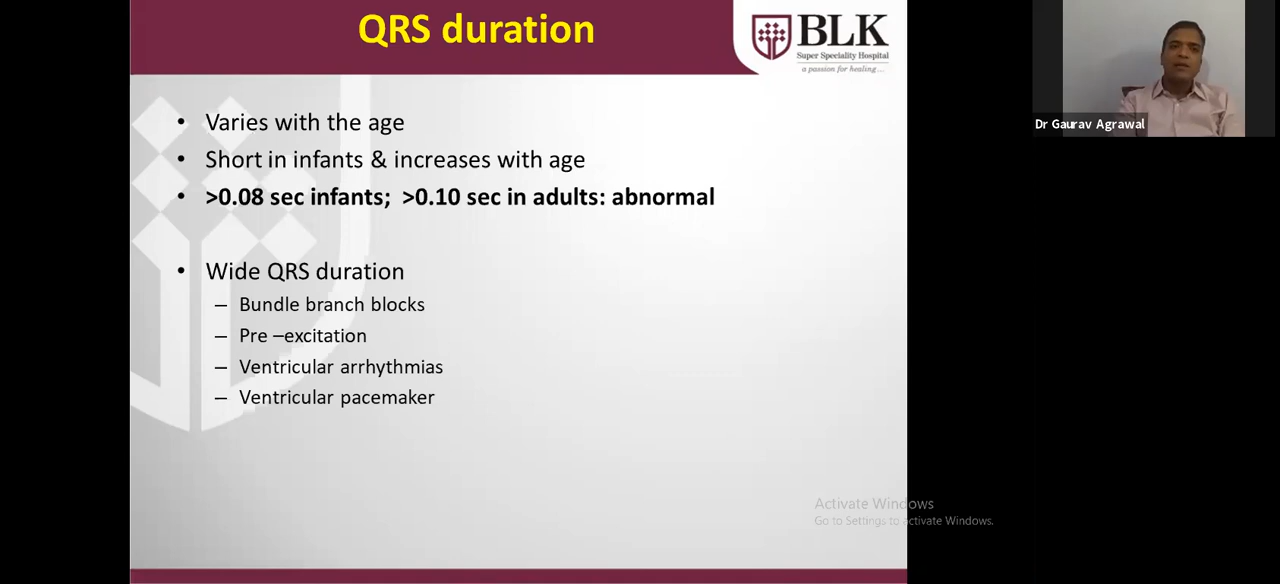 QRS duration
BLK
Super Speciality Hospital
a passion for healing...
Dr Gaurav Agrawal
• Varies with the age
• Short in infants & increases with age
• >0.08 sec infants; >0.10 sec in adults: abnormal
• Wide QRS duration
– Bundle branch blocks
– Pre –excitation
– Ventricular arrhythmias
– Ventricular pacemaker
Activate Windows
Go to Settings to activate Windows.